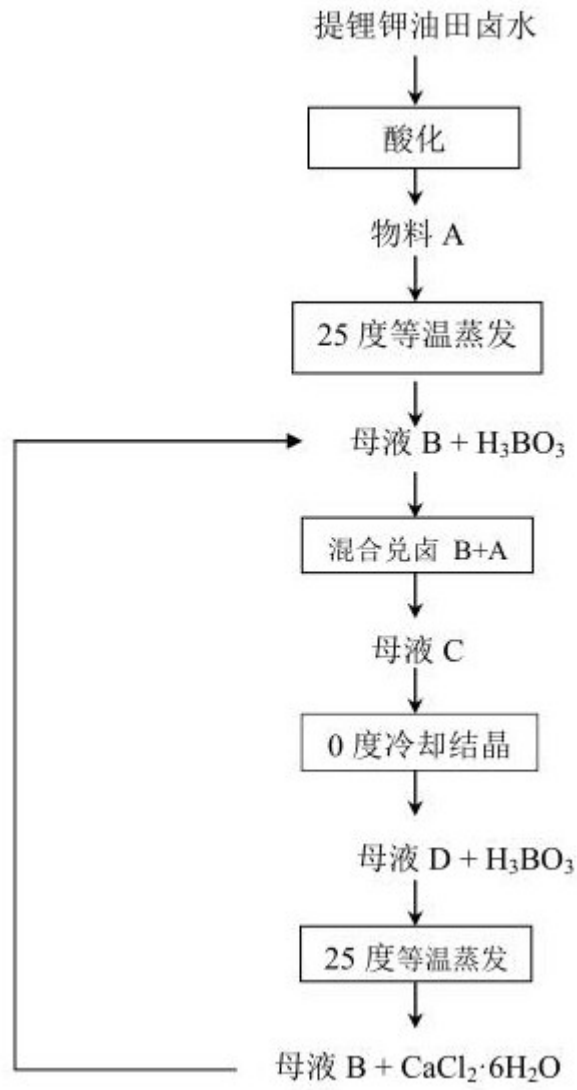 提锂钾油田卤水
酸化
物料 A
25 度等温蒸发
母液 B + H₃BO₃
混合兑卤 B+A
母液 C
0 度冷却结晶
母液 D + H₃BO₃
25 度等温蒸发
母液 B + CaCl₂·6H₂O